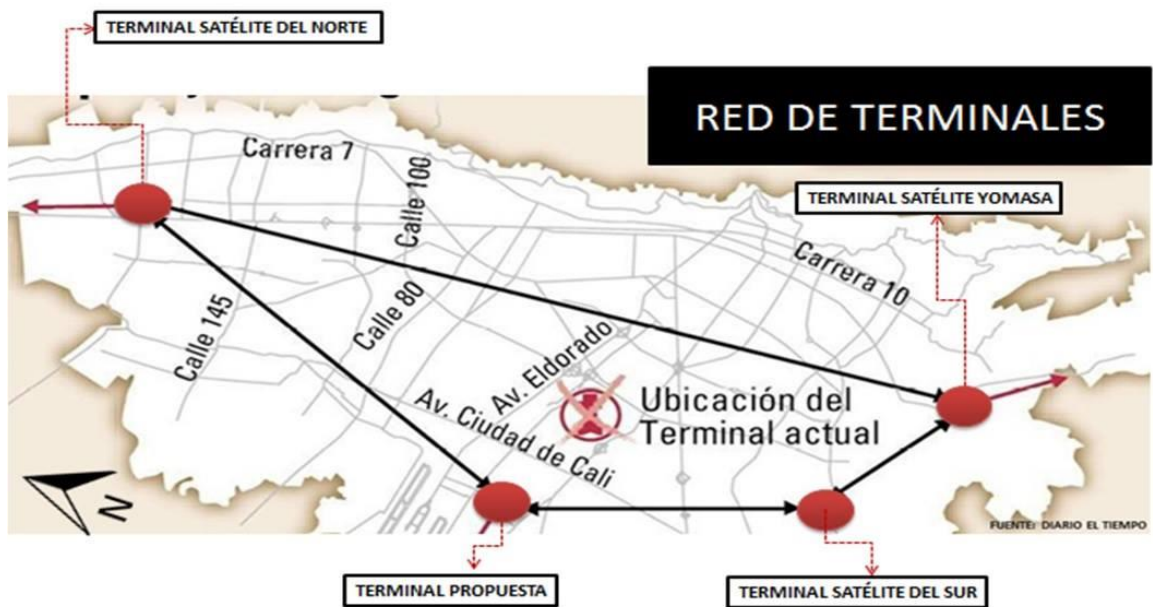 TERMINAL SATÉLITE DEL NORTE
RED DE TERMINALES
Carrera 7
Calle 100
TERMINAL SATÉLITE YOMASA
Carrera 10
Calle 145
Calle 80
Av. Eldorado
Ubicación del
Terminal actual
Av. Ciudad de Cali
N
FUENTE: DIARIO EL TIEMPO
TERMINAL PROPUESTA
TERMINAL SATÉLITE DEL SUR